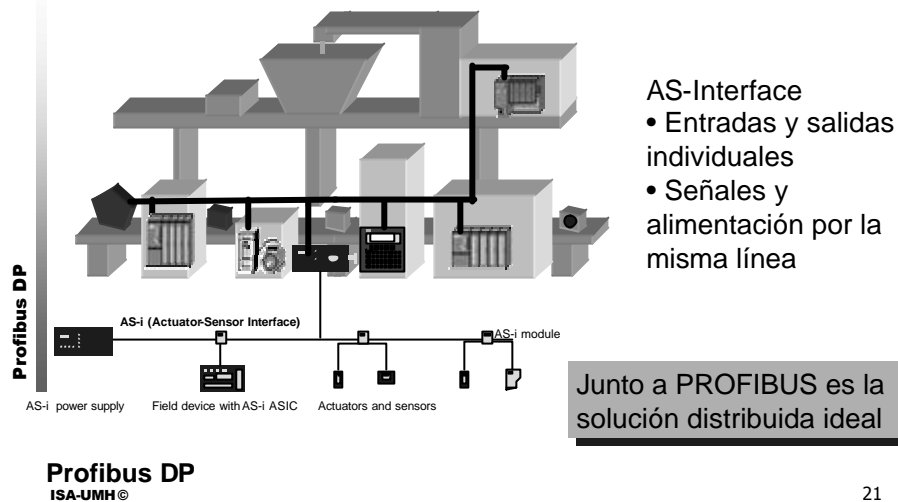 AS-Interface
• Entradas y salidas
individuales
• Señales y
alimentación por la
misma línea
Profibus DP
AS-i (Actuator-Sensor Interface)
AS-i module
AS-i power supply
Field device with AS-i ASIC
Actuators and sensors
Junto a PROFIBUS es la
solución distribuida ideal
Profibus DP
ISA-UMH ©
21